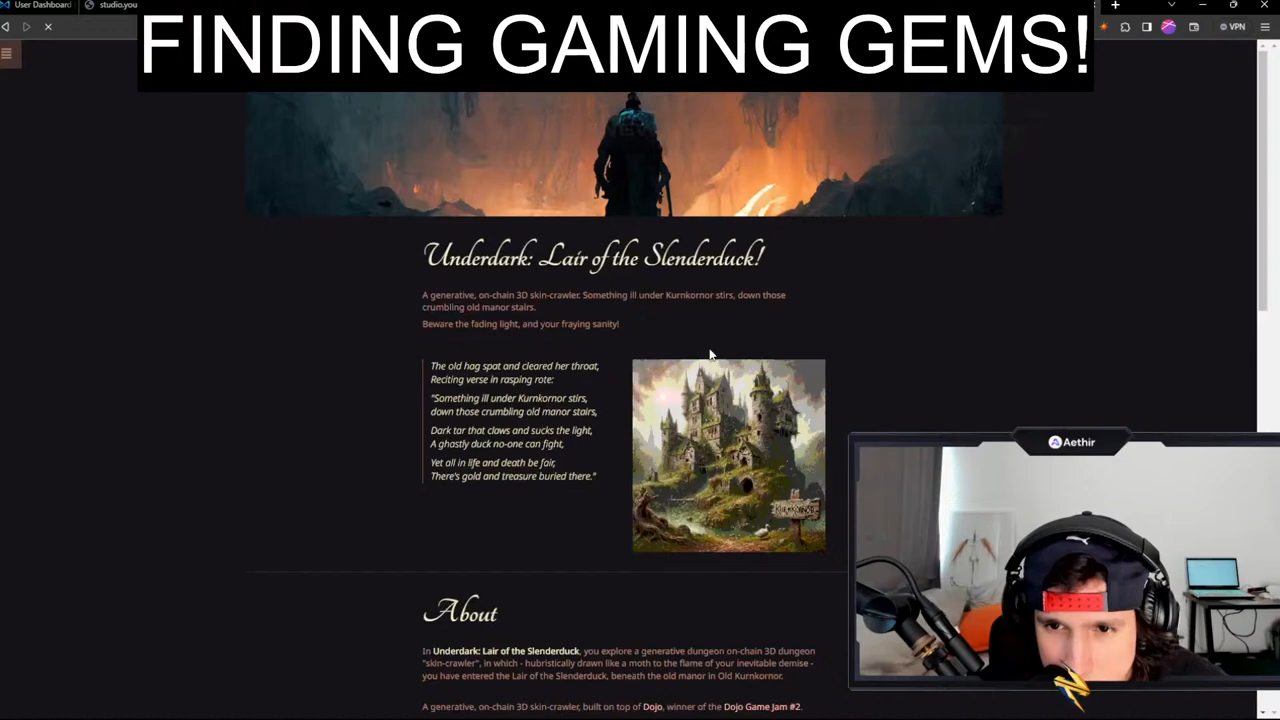 User Dashboard
studio.you
VPN
FINDING GAMING GEMS!
Underdark: Lair of the Slenderduck!
A generative, on-chain 3D skin-crawler. Something ill under Kurnkornor stirs, down those
crumbling old manor stairs.
Beware the fading light, and your fraying sanity!
The old hag spat and cleared her throat,
Reciting verse in rasping rote:
"Something ill under Kurnkornor stirs,
down those crumbling old manor stairs,
Dark tar that claws and sucks the light,
A ghastly duck no-one can fight,
Yet all in life and death be fair,
There's gold and treasure buried there."
Aethir
About
In Underdark: Lair of the Slenderduck, you explore a generative dungeon on-chain 3D dungeon
"skin-crawler", in which - hubristically drawn like a moth to the flame of your inevitable demise -
you have entered the Lair of the Slenderduck, beneath the old manor in Old Kurnkornor.
A generative, on-chain 3D skin-crawler, built on top of Dojo, winner of the Dojo Game Jam #2.